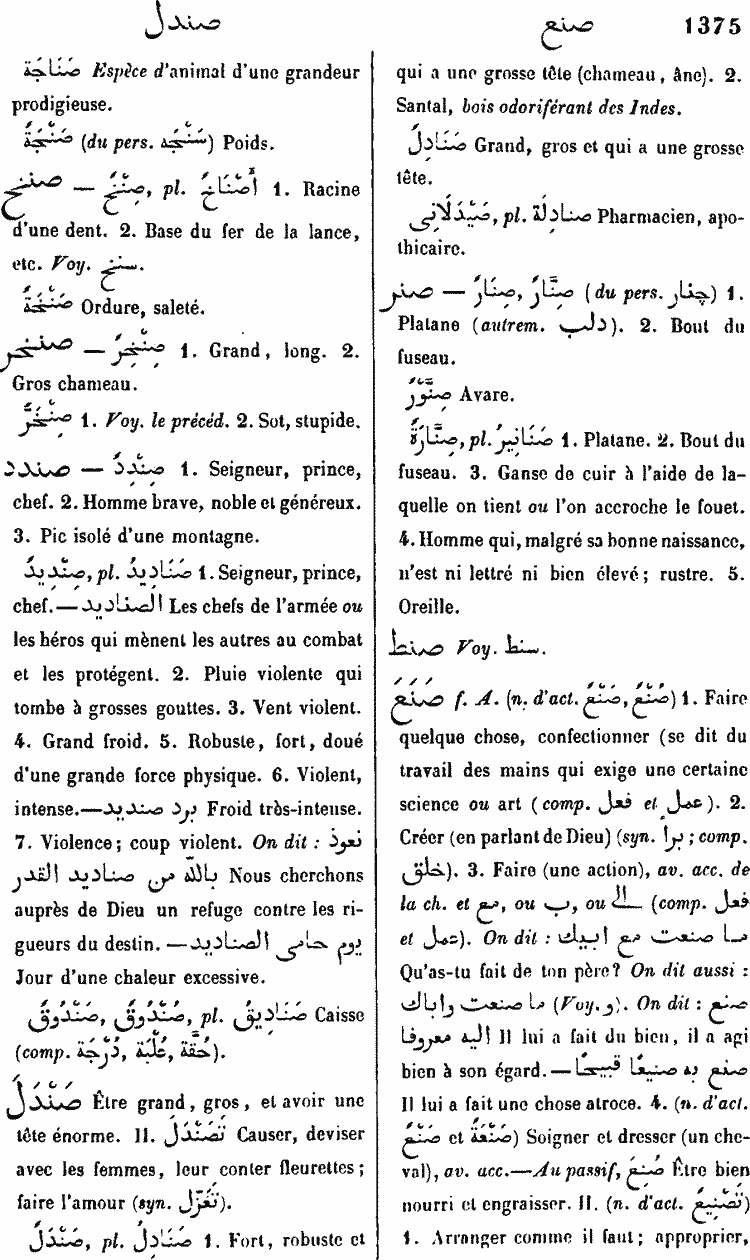 صندل
صنع
1375
صَنَّاجَةٌ Espèce d'animal d'une grandeur
prodigieuse.
صَنْجَةٌ (du pers. سَنْجَه) Poids.
صنخ — صِنْخٌ, pl. أَصْنَاخٌ 1. Racine
d'une dent. 2. Base du fer de la lance,
etc. Voy. سنخ.
صَنْخَةٌ Ordure, saleté.
صنخر — صِنْخِرٌ 1. Grand, long. 2.
Gros chameau.
صِنَّخْرٌ 1. Voy. le précéd. 2. Sot, stupide.
صندد — صِنْدِدٌ 1. Seigneur, prince,
chef. 2. Homme brave, noble et généreux.
3. Pic isolé d'une montagne.
صِنْدِيدٌ, pl. صَنَادِيدُ 1. Seigneur, prince,
chef. — الصناديد Les chefs de l'armée ou
les héros qui mènent les autres au combat
et les protégent. 2. Pluie violente qui
tombe à grosses gouttes. 3. Vent violent.
4. Grand froid. 5. Robuste, fort, doué
d'une grande force physique. 6. Violent,
intense. — برد صنديد Froid très-intense.
7. Violence; coup violent. On dit : نعوذ
بالله من صناديد القدر Nous cherchons
auprès de Dieu un refuge contre les ri-
gueurs du destin. — يوم حامى الصناديد
Jour d'une chaleur excessive.
صَنْدُوقٌ, صُنْدُوقٌ, pl. صَنَادِيقُ Caisse
(comp. حُقَّةٌ, عُلْبَةٌ, دُرْجَةٌ).
صَنْدَلَ Être grand, gros, et avoir une
tête énorme. II. تَصَنْدَلَ Causer, deviser
avec les femmes, leur conter fleurettes;
faire l'amour (syn. تَغَزَّلَ).
صَنْدَلٌ, pl. صَنَادِلُ 1. Fort, robuste et
qui a une grosse tête (chameau, âne). 2.
Santal, bois odoriférant des Indes.
صُنَادِلٌ Grand, gros et qui a une grosse
tête.
صَيْدَلَانِى, pl. صنادلة Pharmacien, apo-
thicaire.
صنر — صِنَارٌ, صِنَّارٌ (du pers. چنار) 1.
Platane (autrem. دلب). 2. Bout du
fuseau.
صِنَّوْرٌ Avare.
صِنَّارَةٌ, pl. صَنَانِيرُ 1. Platane. 2. Bout du
fuseau. 3. Ganse de cuir à l'aide de la-
quelle on tient ou l'on accroche le fouet.
4. Homme qui, malgré sa bonne naissance,
n'est ni lettré ni bien élevé; rustre. 5.
Oreille.
صنط Voy. سنط.
صَنَعَ f. A. (n. d'act. صَنْعٌ, صُنْعٌ) 1. Faire
quelque chose, confectionner (se dit du
travail des mains qui exige une certaine
science ou art (comp. فعل et عمل). 2.
Créer (en parlant de Dieu) (syn. برأ; comp.
خلق). 3. Faire (une action), av. acc. de
la ch. et مع, ou ب, ou الى (comp. فعل
et عمل). On dit : ما صنعت مع ابيك
Qu'as-tu fait de ton père? On dit aussi :
ما صنعت واباك (Voy. و). On dit : صنع
اليه معروفا Il lui a fait du bien, il a agi
bien à son égard. — صنع به صنيعًا قبيحًا
Il lui a fait une chose atroce. 4. (n. d'act.
صَنْعٌ et صَنْعَةٌ) Soigner et dresser (un che-
val), av. acc. — Au passif, صُنِعَ Être bien
nourri et engraisser. II. (n. d'act. تَصْنِيعٌ)
1. Arranger comme il faut; approprier,